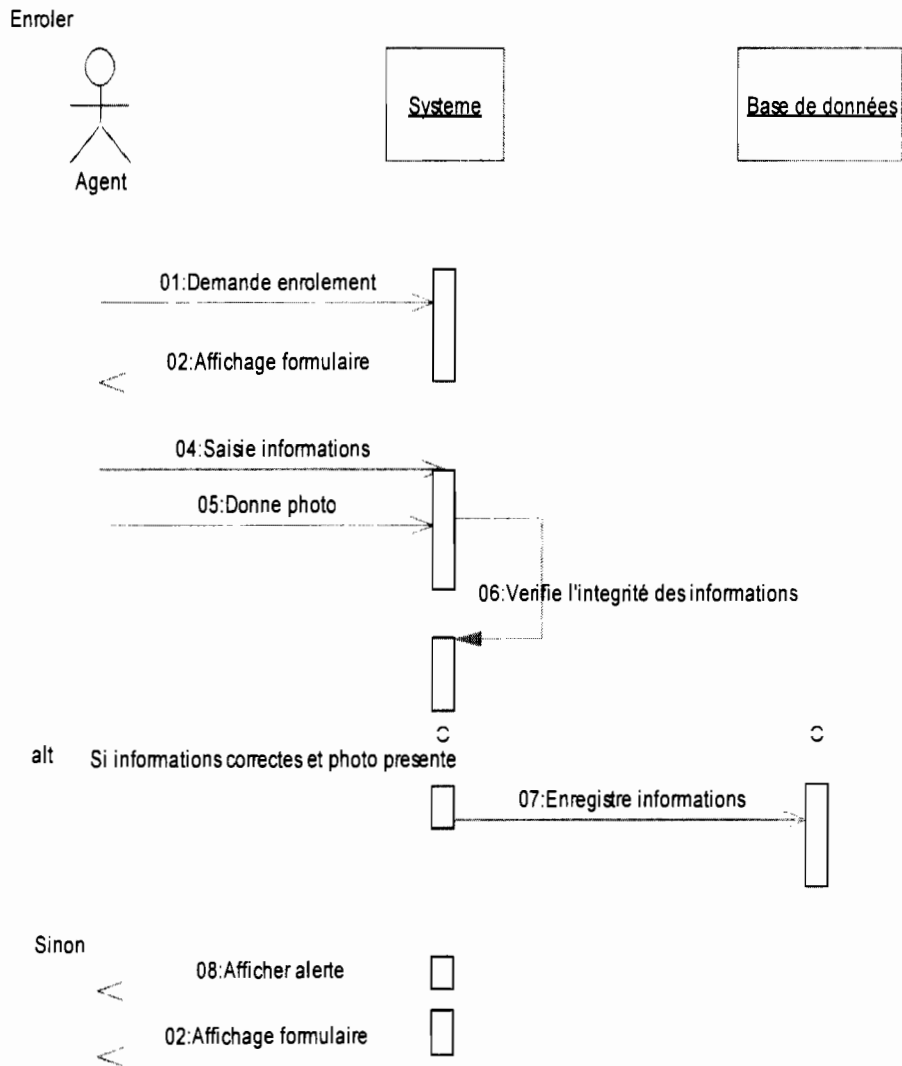 Enroler
Systeme
Base de données
Agent
01:Demande enrolement
02:Affichage formulaire
04:Saisie informations
05:Donne photo
06:Verifie l'integrité des informations
alt
Si informations correctes et photo presente
07:Enregistre informations
Sinon
08:Afficher alerte
02:Affichage formulaire